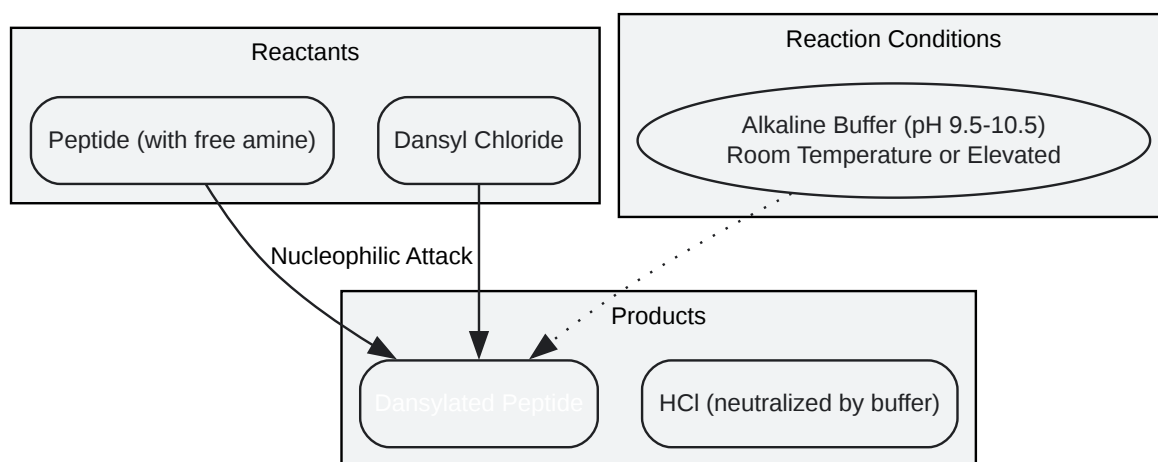 Reactants
Reaction Conditions
Peptide (with free amine)
Dansyl Chloride
Alkaline Buffer (pH 9.5-10.5)
Room Temperature or Elevated
Nucleophilic Attack
Products
Dansylated Peptide
HCl (neutralized by buffer)